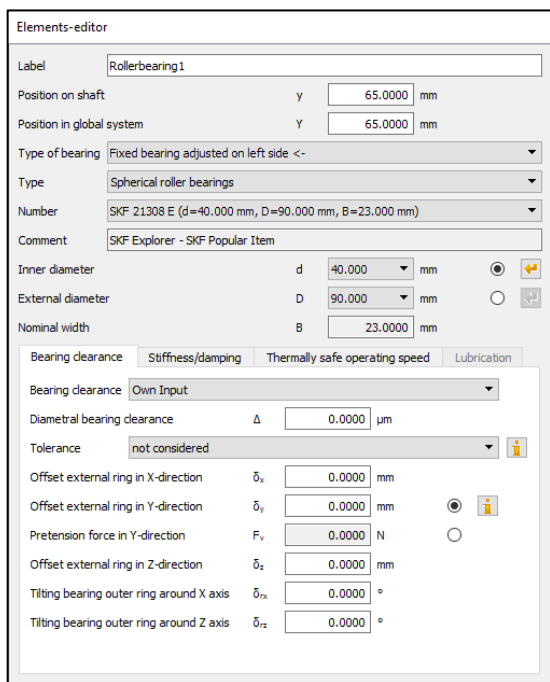 Elements-editor
Label Rollerbearing1
Position on shaft y 65.0000 mm
Position in global system Y 65.0000 mm
Type of bearing Fixed bearing adjusted on left side <-
Type Spherical roller bearings
Number SKF 21308 E (d=40.000 mm, D=90.000 mm, B=23.000 mm)
Comment SKF Explorer - SKF Popular Item
Inner diameter d 40.000 mm
External diameter D 90.000 mm
Nominal width B 23.0000 mm
Bearing clearance Stiffness/damping Thermally safe operating speed Lubrication
Bearing clearance Own Input
Diametral bearing clearance Δ 0.0000 µm
Tolerance not considered
Offset external ring in X-direction δx 0.0000 mm
Offset external ring in Y-direction δy 0.0000 mm
Pretension force in Y-direction Fy 0.0000 N
Offset external ring in Z-direction δz 0.0000 mm
Tilting bearing outer ring around X axis δrx 0.0000 °
Tilting bearing outer ring around Z axis δrz 0.0000 °